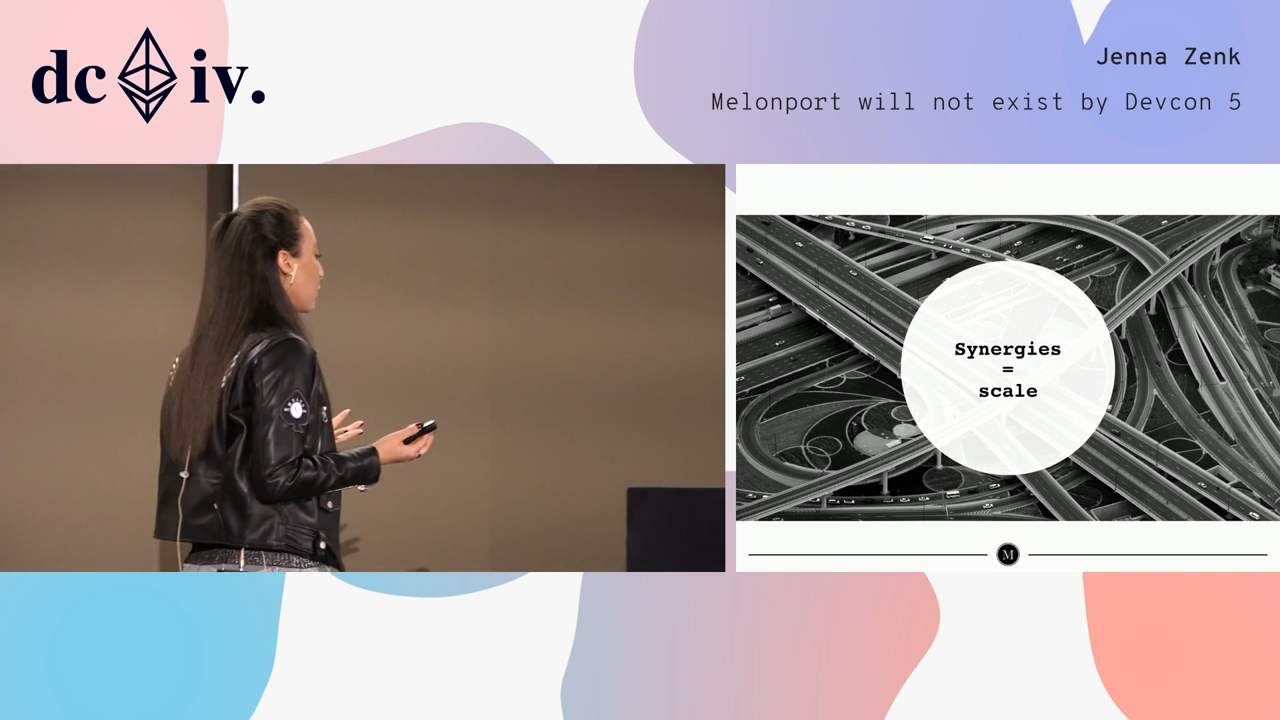 dc iv.
Jenna Zenk
Melonport will not exist by Devcon 5
Synergies
=
scale
M